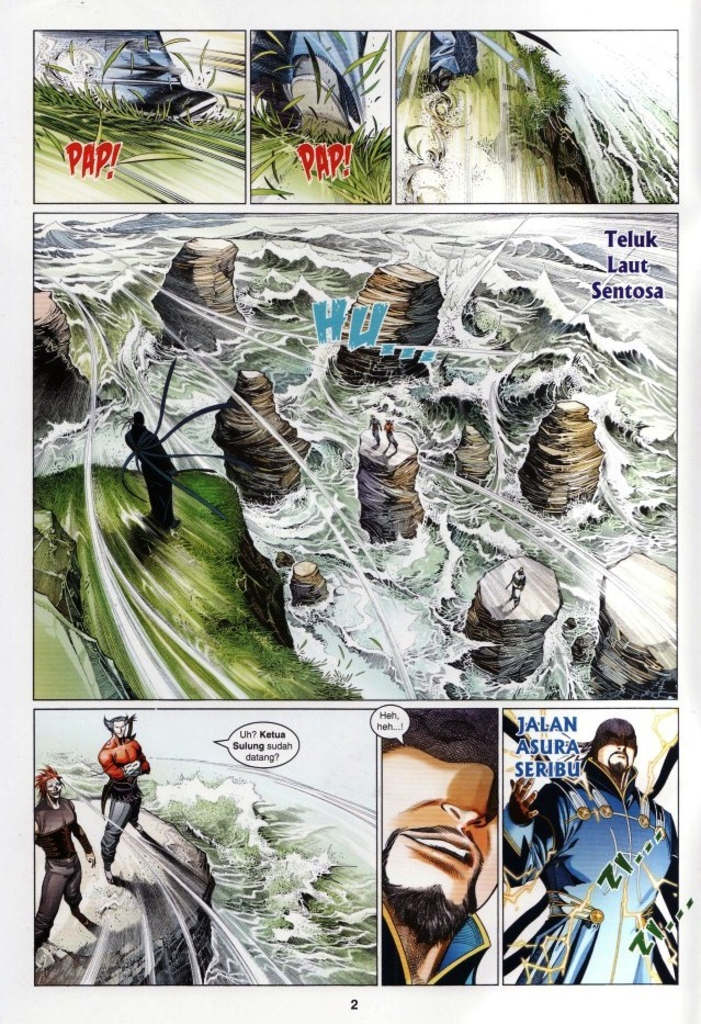 PAP!
PAP!
Teluk
Laut
Sentosa
HU...
Uh? Ketua
Sulung sudah
datang?
Heh,
heh...!
JALAN
ASURA
SERIBU
ZI...
ZI...
2